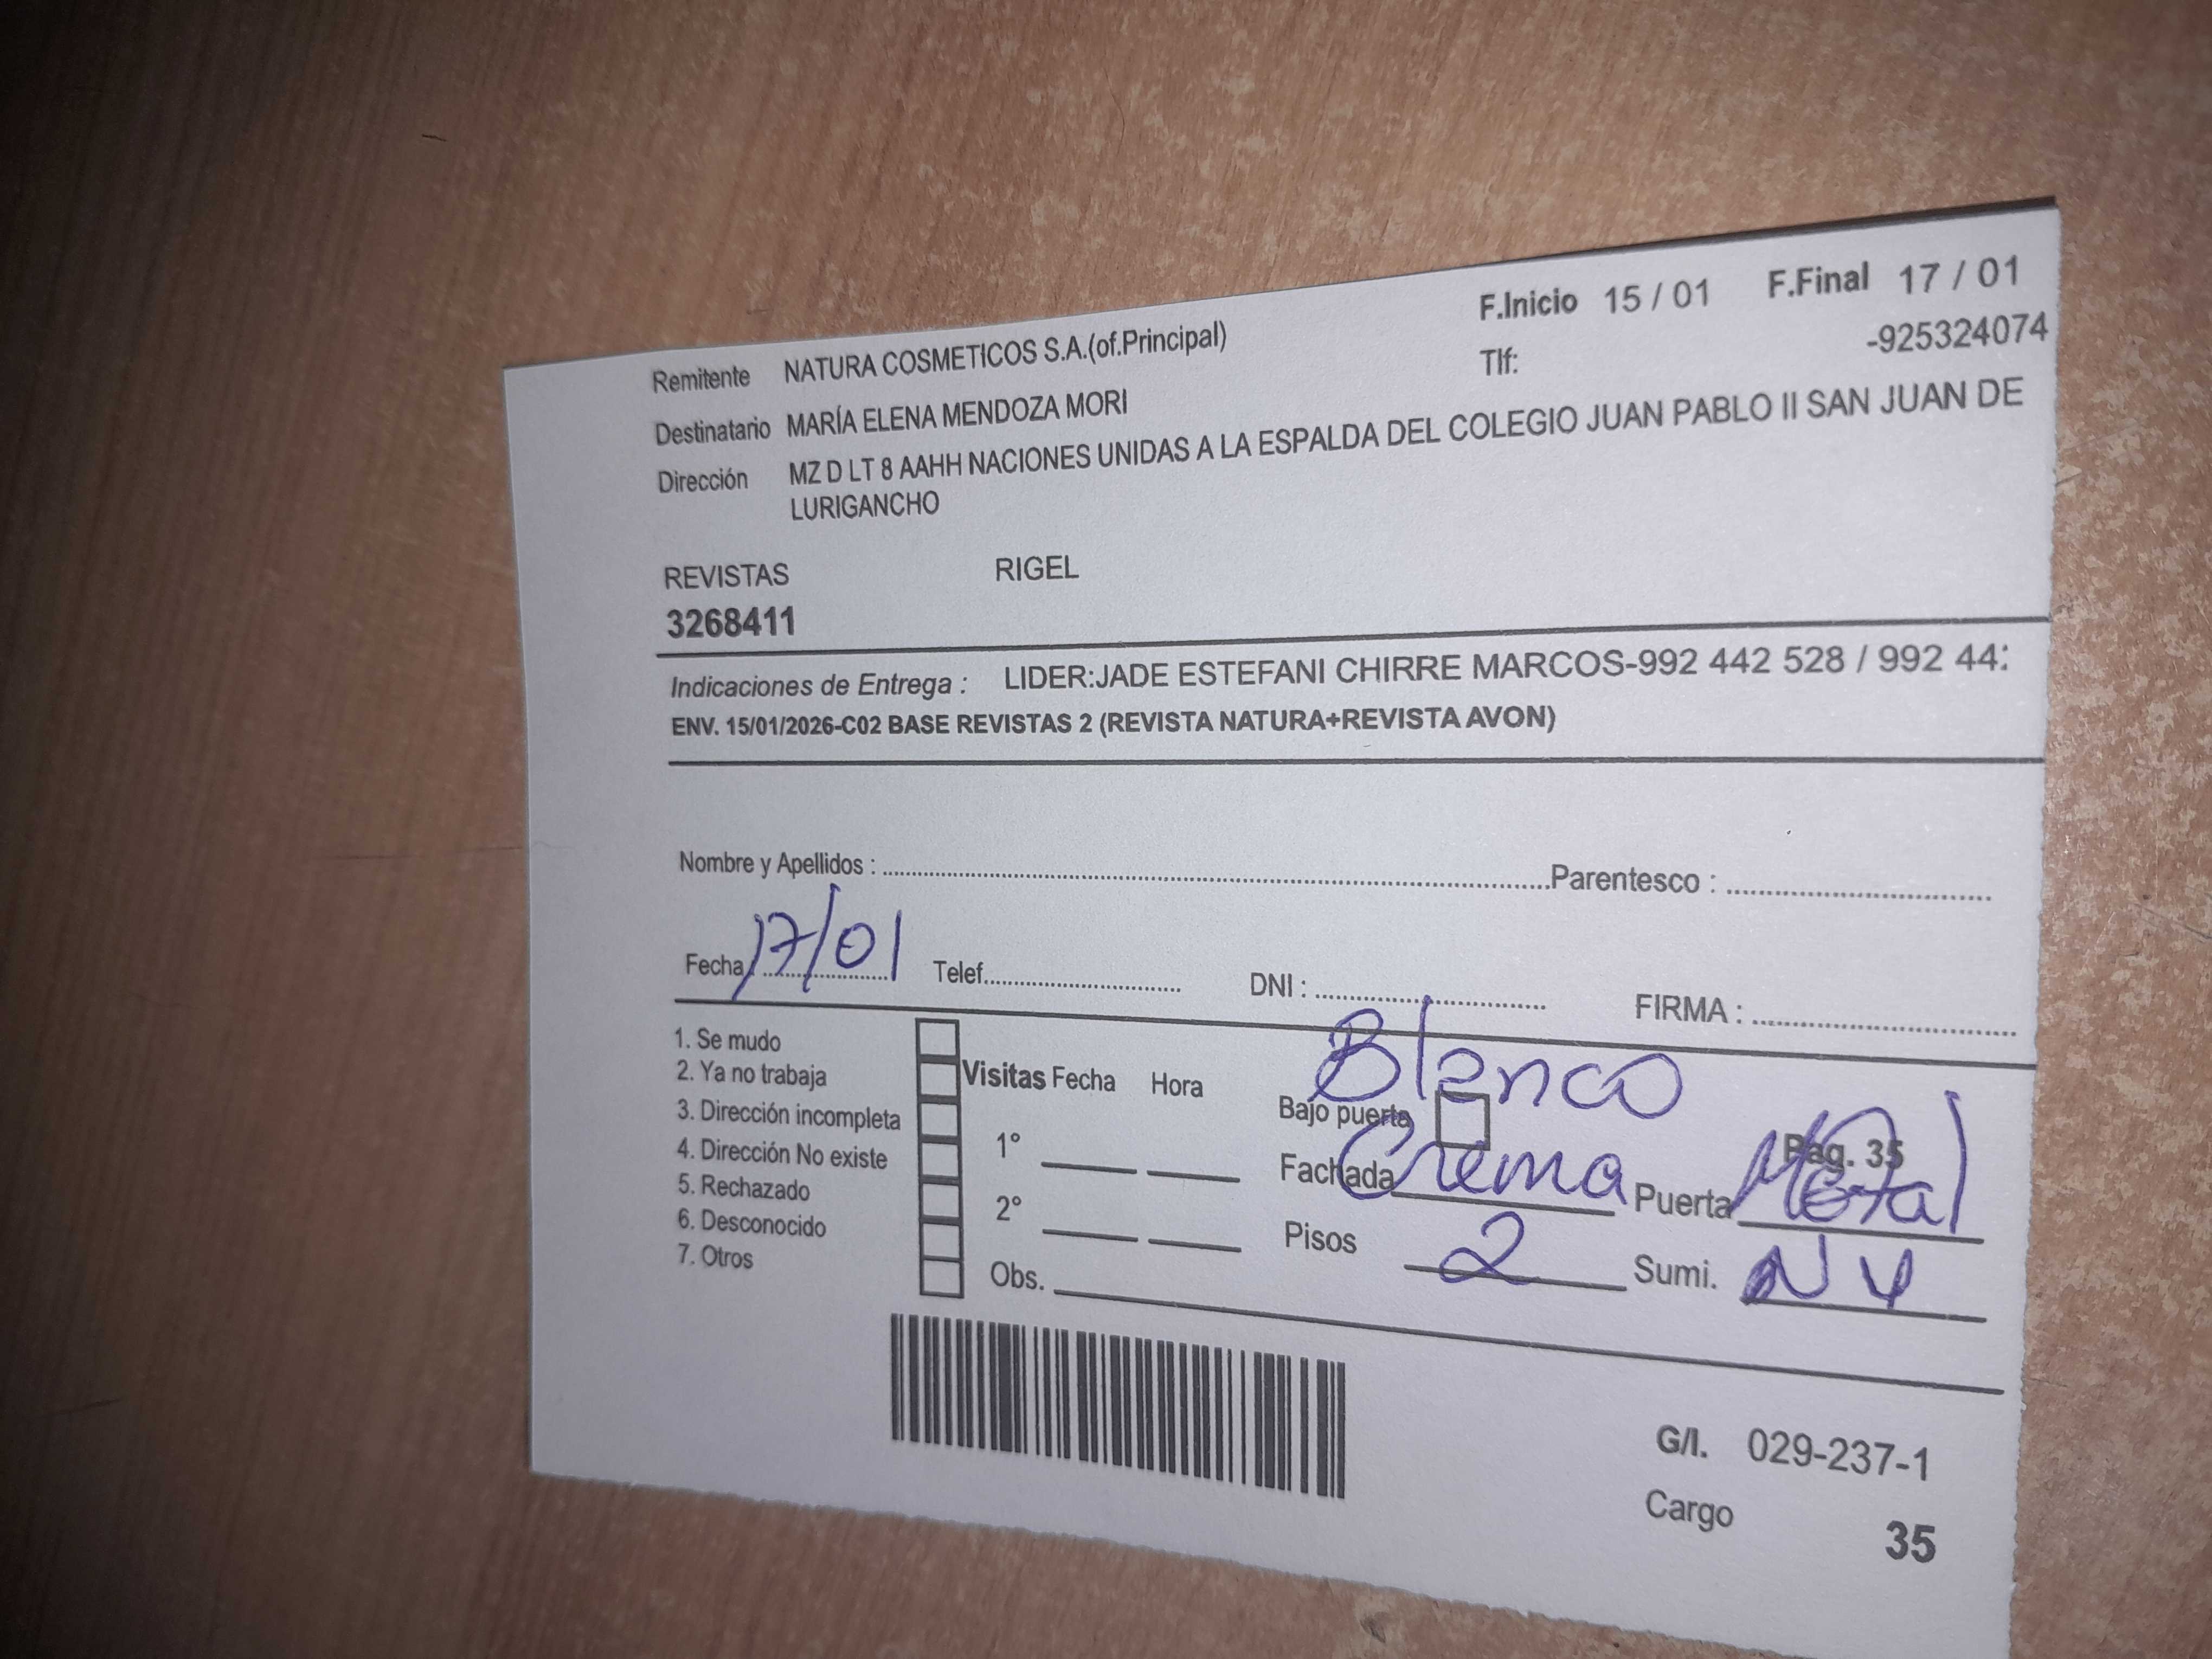 F.Inicio 15 / 01 F.Final 17 / 01
Remitente NATURA COSMETICOS S.A.(of.Principal) Tlf: -925324074
Destinatario MARÍA ELENA MENDOZA MORI
Dirección MZ D LT 8 AAHH NACIONES UNIDAS A LA ESPALDA DEL COLEGIO JUAN PABLO II SAN JUAN DE
LURIGANCHO
REVISTAS RIGEL
3268411
Indicaciones de Entrega : LIDER:JADE ESTEFANI CHIRRE MARCOS-992 442 528 / 992 44
ENV. 15/01/2026-C02 BASE REVISTAS 2 (REVISTA NATURA+REVISTA AVON)
Nombre y Apellidos : Parentesco :
Fecha 17/01 Telef. DNI : FIRMA :
1. Se mudo
2. Ya no trabaja
3. Dirección incompleta
4. Dirección No existe
5. Rechazado
6. Desconocido
7. Otros
Visitas Fecha Hora
1°
2°
Obs.
Blanco
Bajo puerta
Pag. 35
Fachada Crema Puerta Metal
Pisos 2 Sumi.
G/I. 029-237-1
Cargo 35